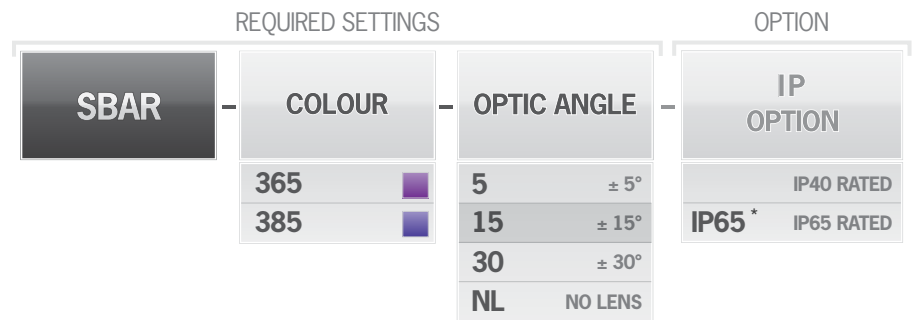 REQUIRED SETTINGS
OPTION
SBAR - COLOUR - OPTIC ANGLE - IP OPTION
365
385
5 ± 5°
15 ± 15°
30 ± 30°
NL NO LENS
IP40 RATED
IP65 * IP65 RATED